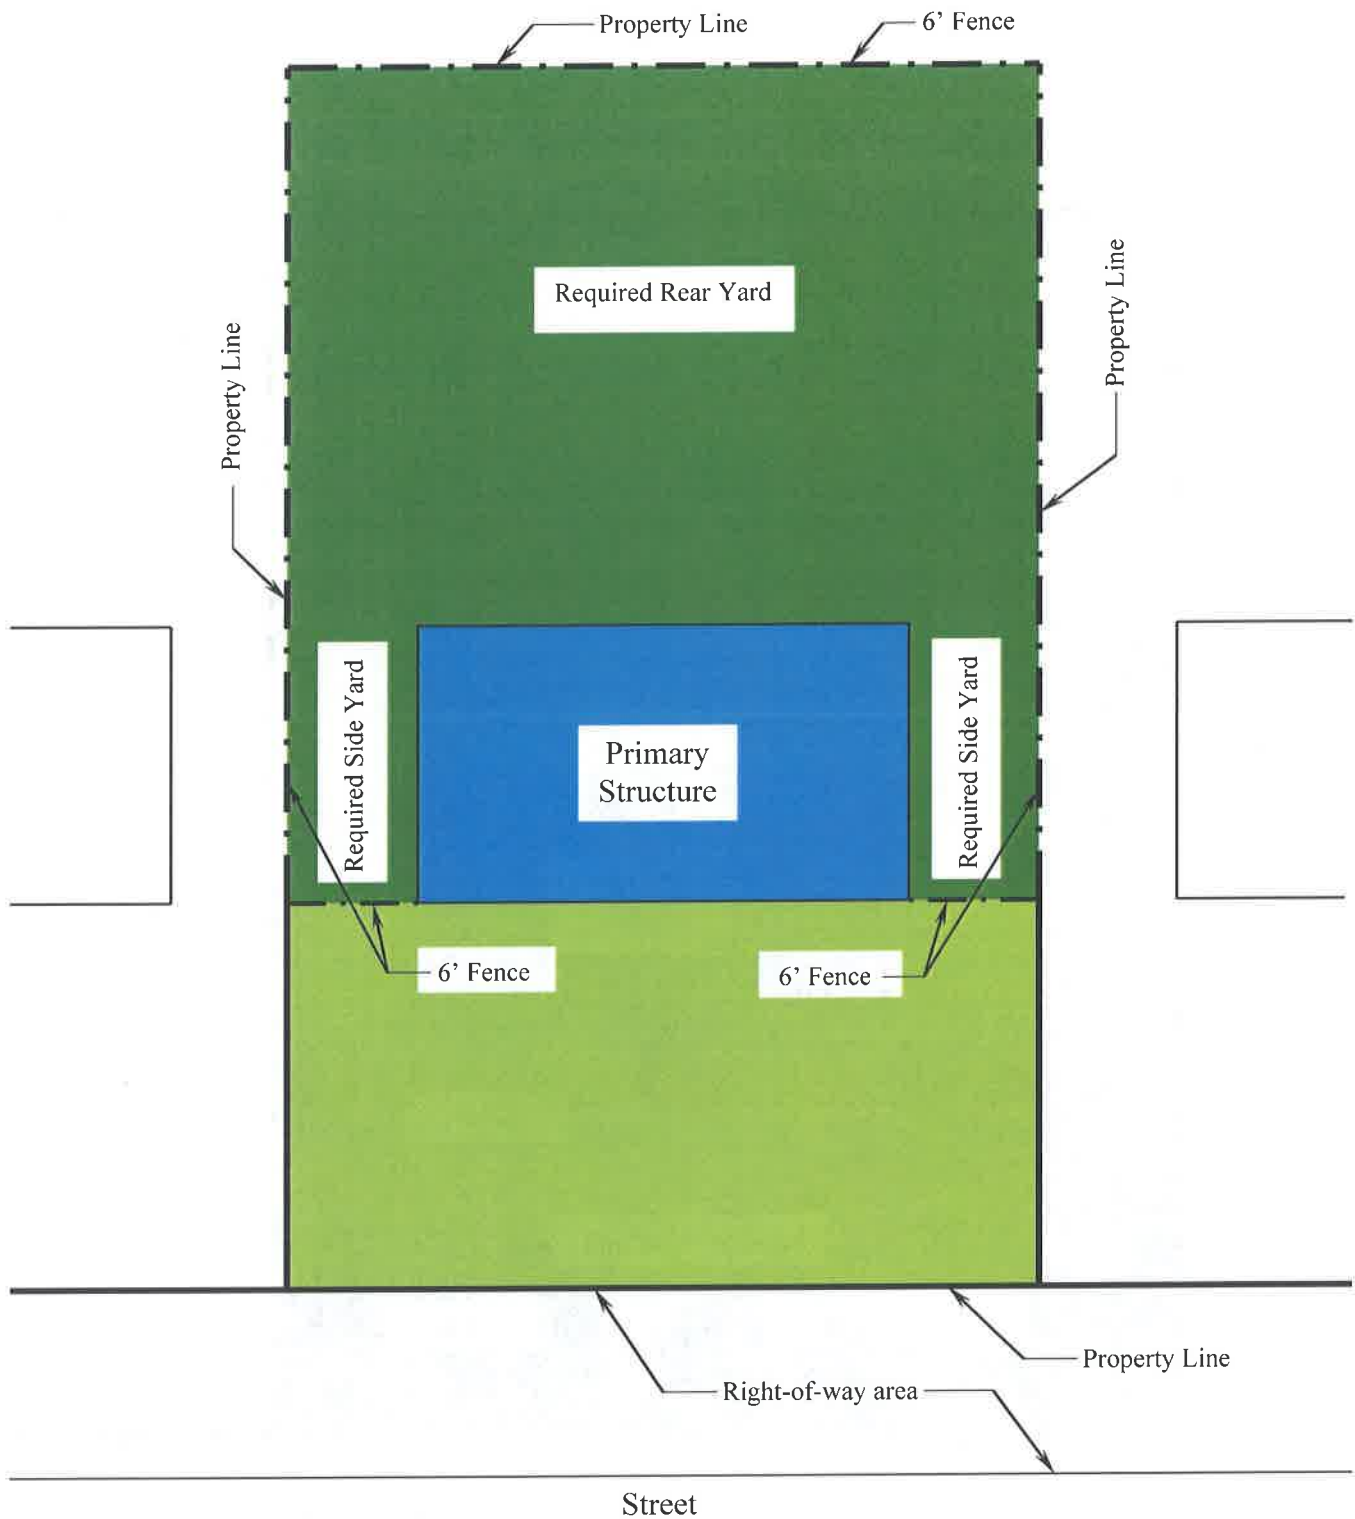 Property Line
6’ Fence
Required Rear Yard
Property Line
Property Line
Required Side Yard
Primary
Structure
Required Side Yard
6’ Fence
6’ Fence
Property Line
Right-of-way area
Street